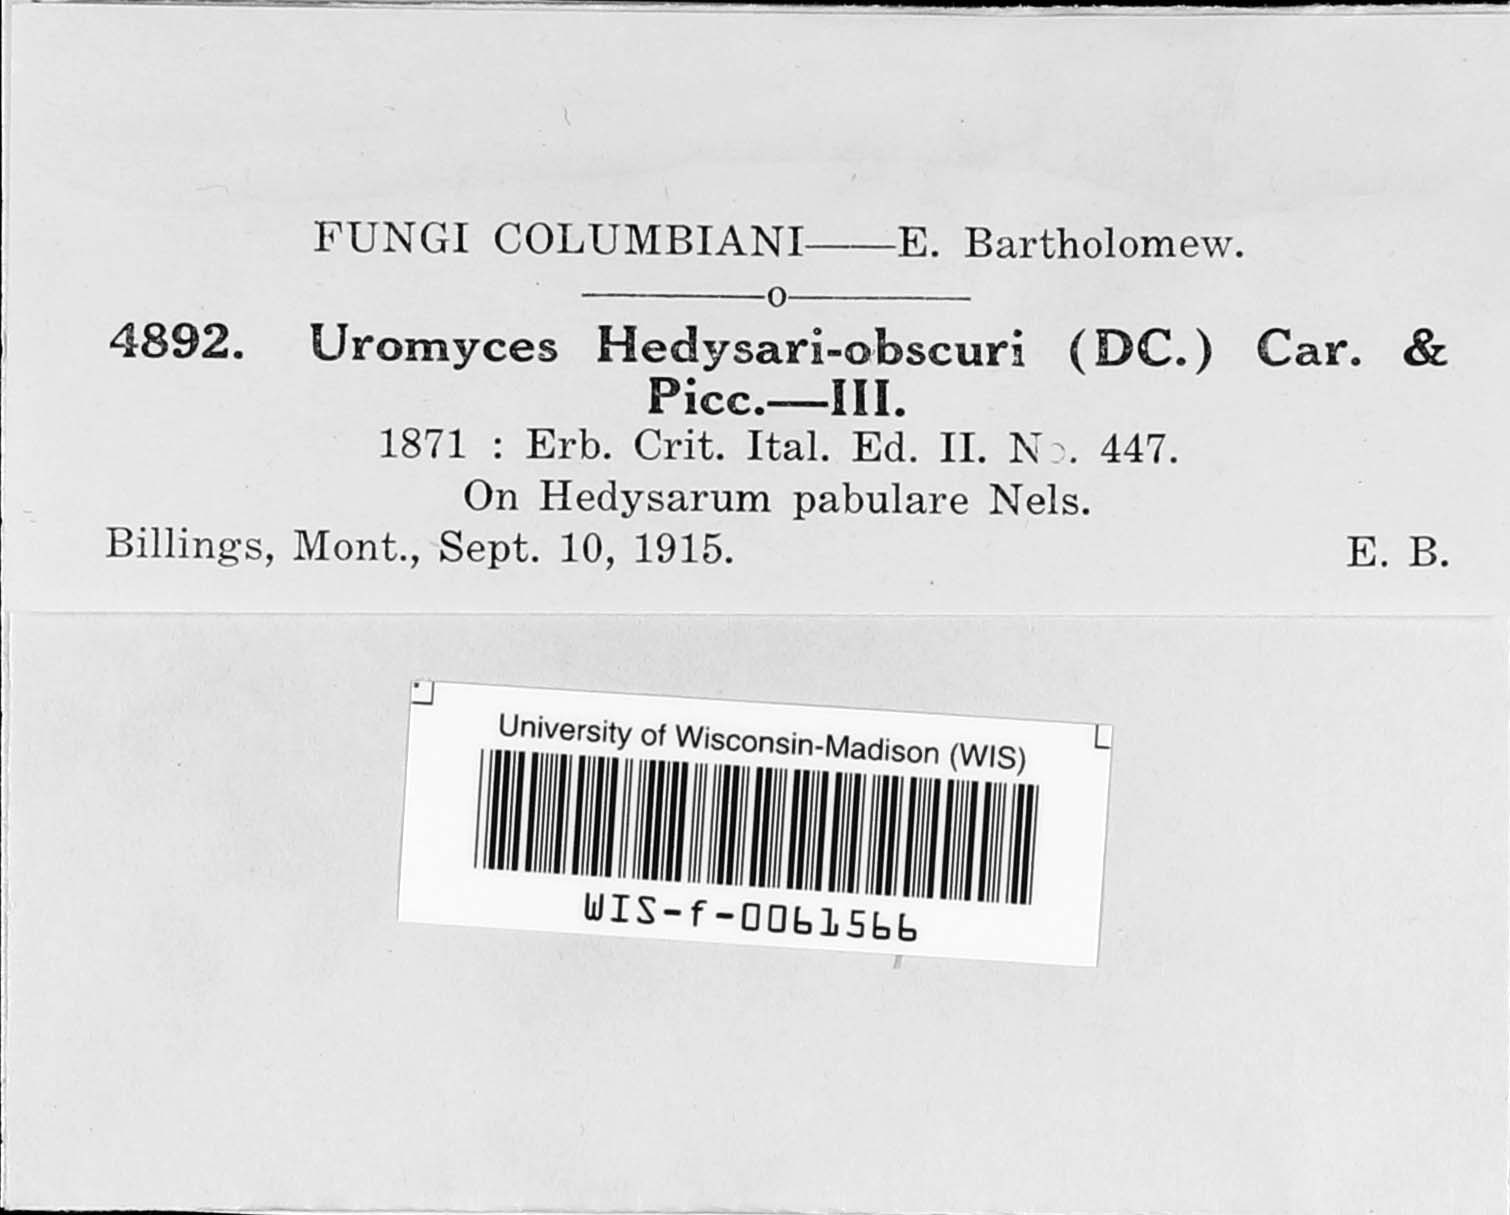 FUNGI COLUMBIANI——E. Bartholomew.
————o————
4892. Uromyces Hedysari-obscuri (DC.) Car. &
Picc.—III.
1871 : Erb. Crit. Ital. Ed. II. No. 447.
On Hedysarum pabulare Nels.
Billings, Mont., Sept. 10, 1915. E. B.
University of Wisconsin-Madison (WIS)
WIS-f-0061566